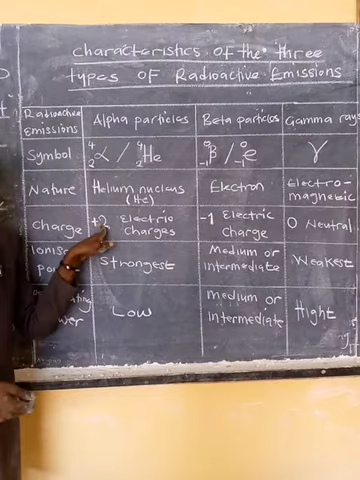 Characteristics of the three
types of Radioactive Emissions
Radioactive Emissions
Alpha particles
Beta particles
Gamma rays
Symbol
⁴₂α / ⁴₂He
⁰₋₁β / ⁰₋₁e
γ
Nature
Helium nucleus
(He)
Electron
Electro-
magnetic
Charge
+2 Electric
charges
-1 Electric
Charge
0 Neutral
Strongest
Medium or
intermediate
Weakest
Low
medium or
Intermediate
Hight